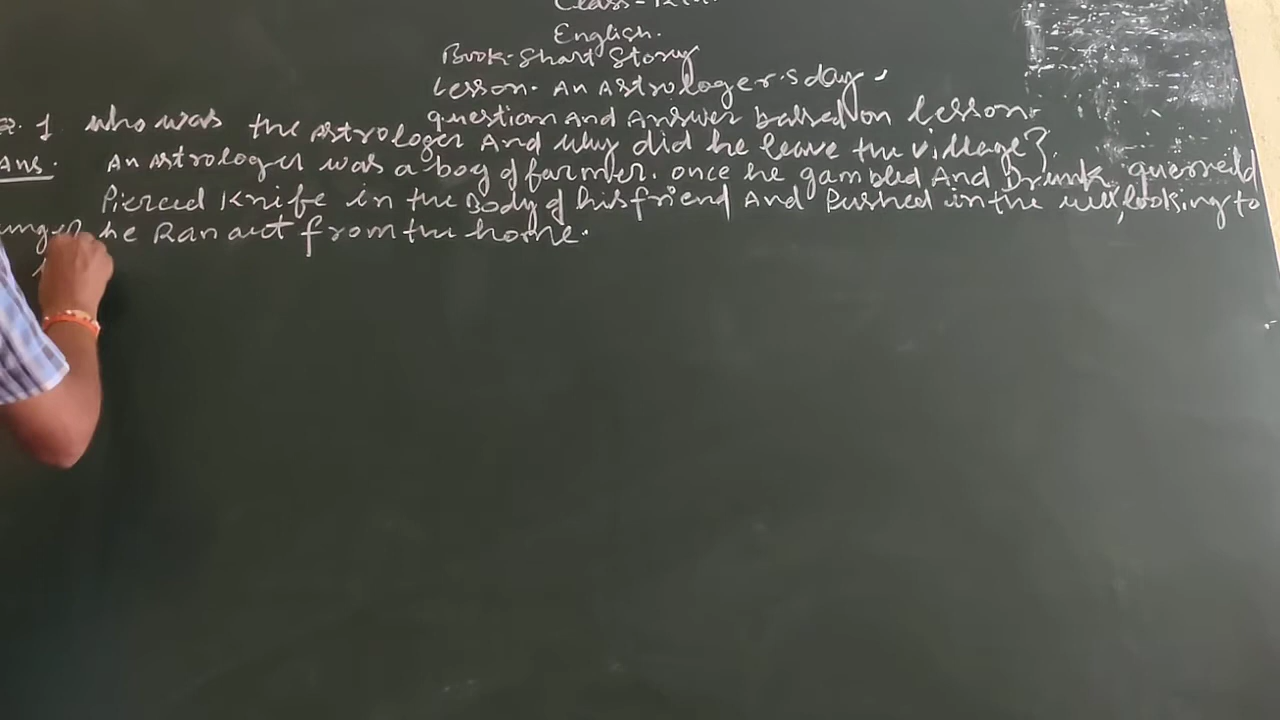 Class-12th
English.
Book-Short Story
Lesson. An Astrologer's day.
question And Answer based on lesson.
Q. 1 who was the astrologer And why did he leave the village?
Ans. An Astrologer was a boy of farmer. once he gambled And Drunk, querreld
Pierced Knife in the Body of his friend And Pushed in the well, looking to
he Ran out from the home.